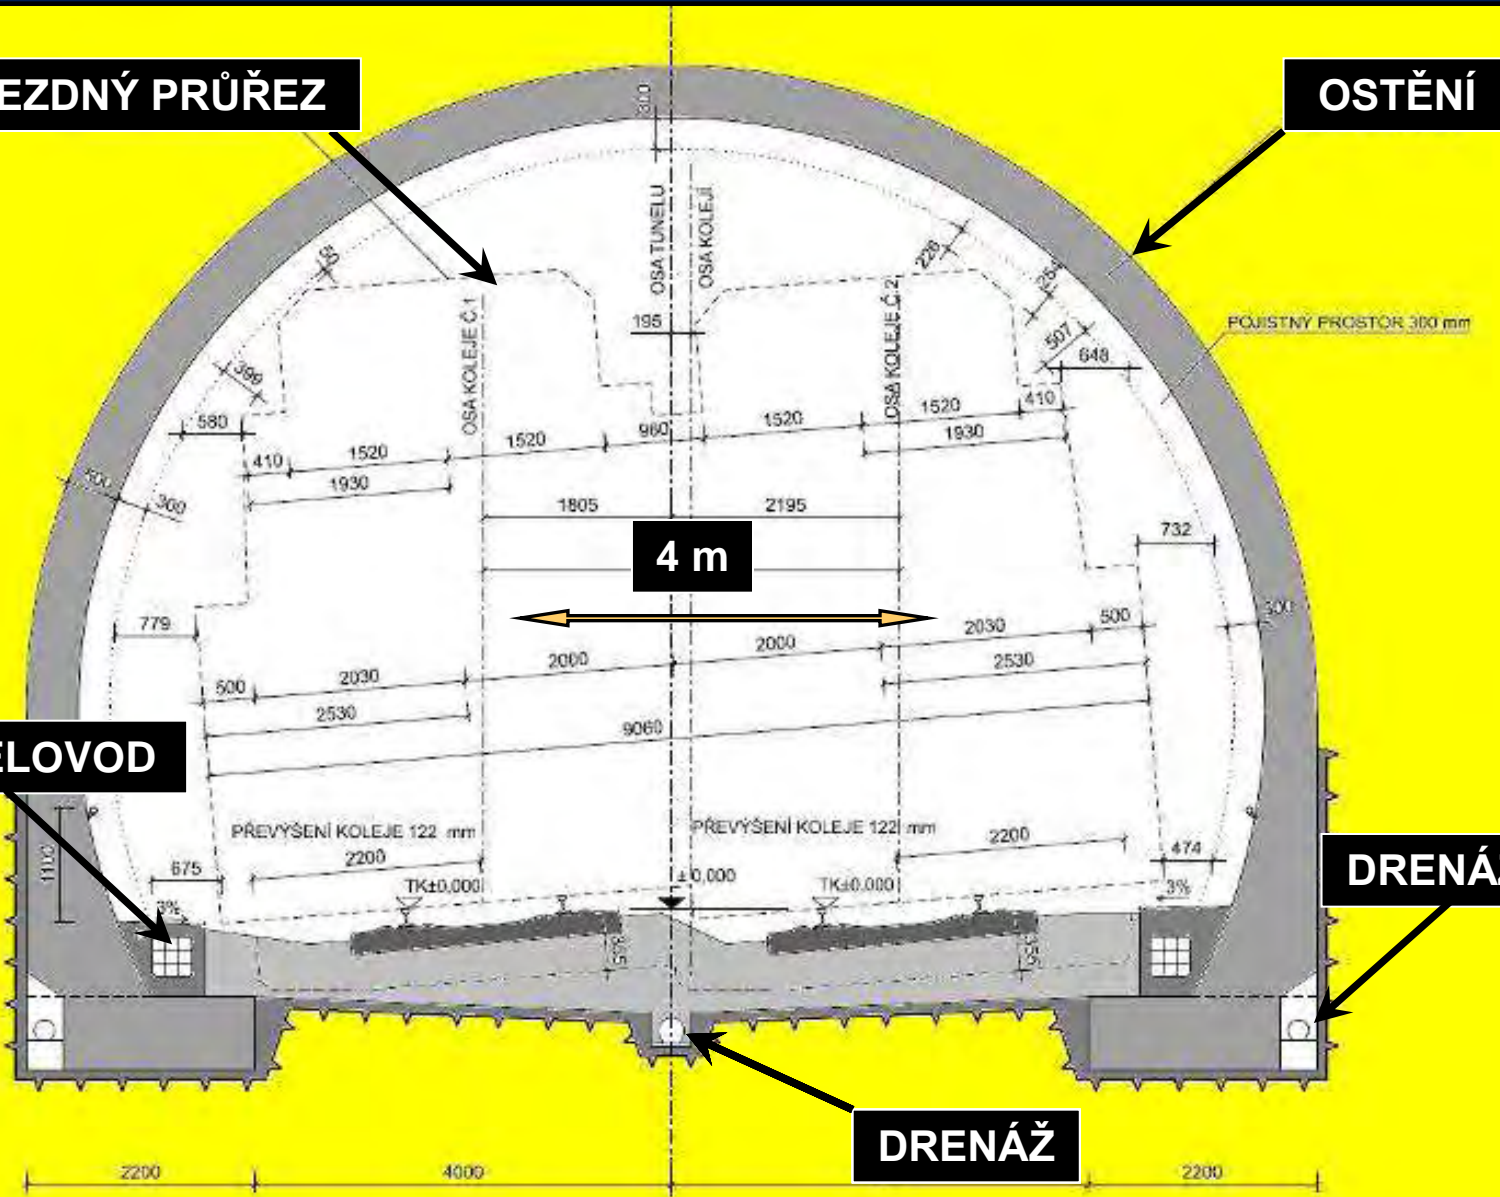 EZDNÝ PRŮŘEZ
OSTĚNÍ
300
OSA TUNELU
OSA KOLEJÍ
226
POJISTNÝ PROSTOR 300 mm
195
OSA KOLEJE Č.1
OSA KOLEJE Č.2
507
648
399
580
410
1520
1520
960
1520
1520
410
1930
1930
300
1805
2195
732
4 m
779
500
2030
2000
2000
2030
500
2530
2530
9060
ELOVOD
PŘEVÝŠENÍ KOLEJE 122 mm
PŘEVÝŠENÍ KOLEJE 122 mm
2200
2200
1100
675
474
TK±0,000
±0,000
TK±0,000
3%
3%
DRENÁ
DRENÁŽ
2200
4000
2200